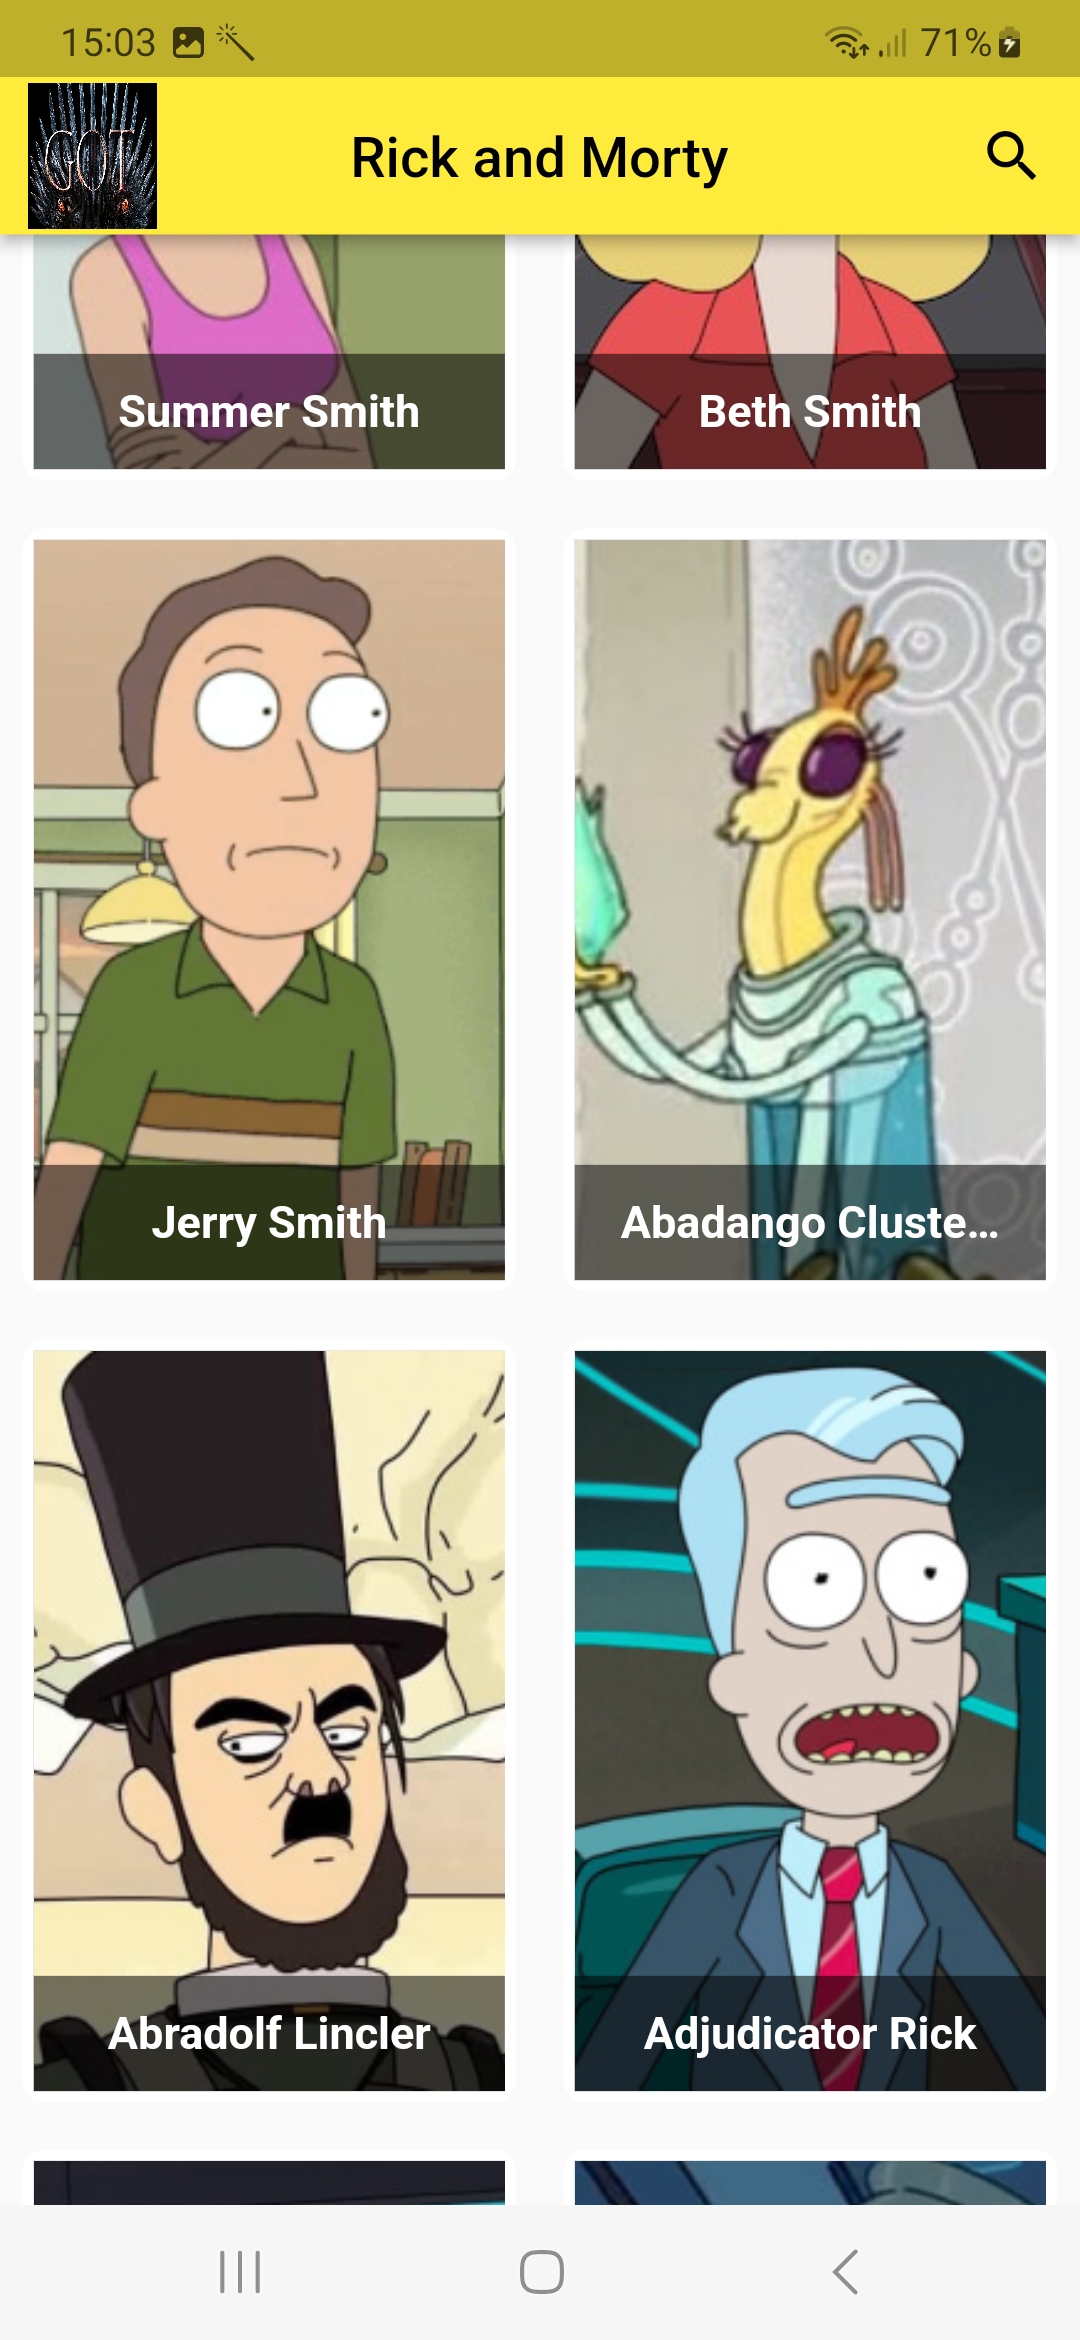 15:03
71%
GOT
Rick and Morty
Summer Smith
Beth Smith
Jerry Smith
Abadango Cluste...
Abradolf Lincler
Adjudicator Rick